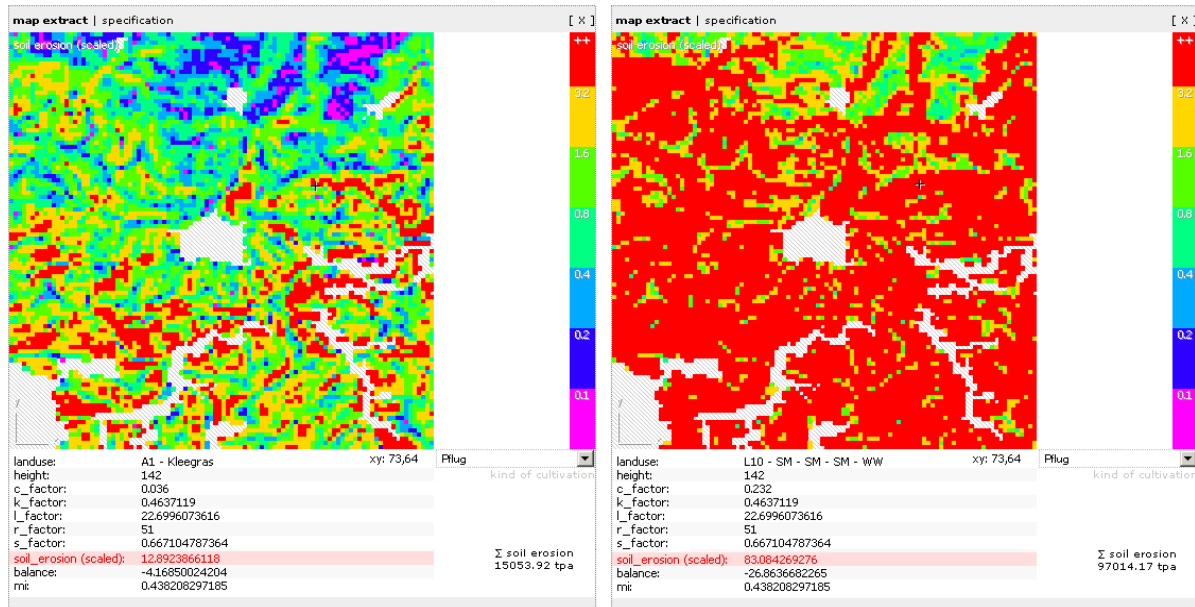 map extract | specification [ X ]
soil erosion (scaled)
++
3.2
1.6
0.8
0.4
0.2
0.1
y
landuse: A1 - Kleegras xy: 73,64 Pflug
height: 142 kind of cultivation
c_factor: 0.036
k_factor: 0.4637119
l_factor: 22.6996073616
r_factor: 51
s_factor: 0.667104787364
soil_erosion (scaled): 12.8923866118
balance: -4.16850024204
mi: 0.438208297185
Σ soil erosion
15053.92 tpa
map extract | specification [ X ]
soil erosion (scaled)
++
3.2
1.6
0.8
0.4
0.2
0.1
y
landuse: L10 - SM - SM - SM - WW xy: 73,64 Pflug
height: 142 kind of cultivation
c_factor: 0.232
k_factor: 0.4637119
l_factor: 22.6996073616
r_factor: 51
s_factor: 0.667104787364
soil_erosion (scaled): 83.084269276
balance: -26.8636682265
mi: 0.438208297185
Σ soil erosion
97014.17 tpa